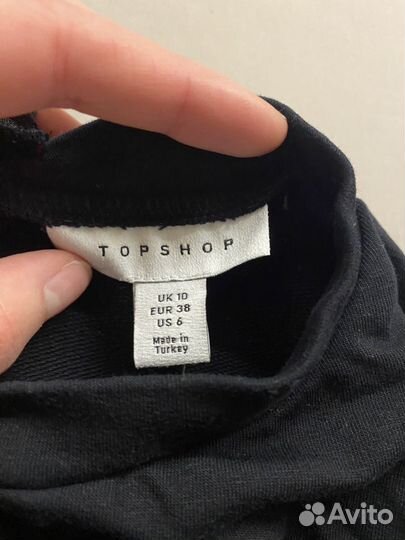 TOPSHOP
UK 10
EUR 38
US 6
Made in
Turkey
Avito